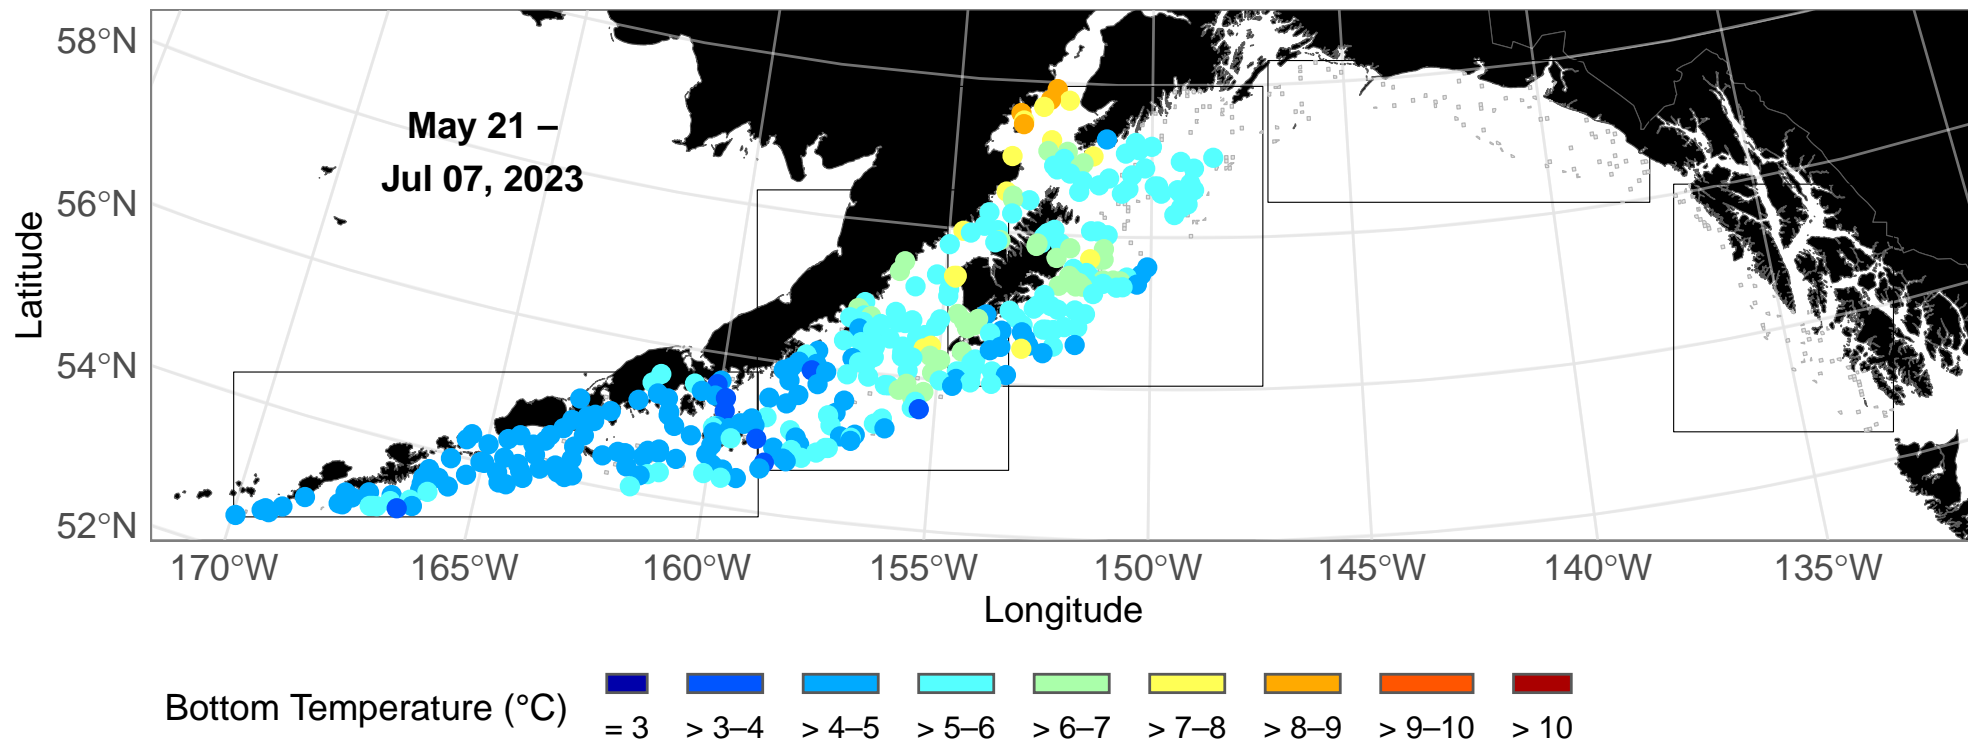 58°N
56°N
54°N
52°N
Latitude
May 21 –
Jul 07, 2023
170°W 165°W 160°W 155°W 150°W 145°W 140°W 135°W
Longitude
Bottom Temperature (°C)
= 3 > 3–4 > 4–5 > 5–6 > 6–7 > 7–8 > 8–9 > 9–10 > 10